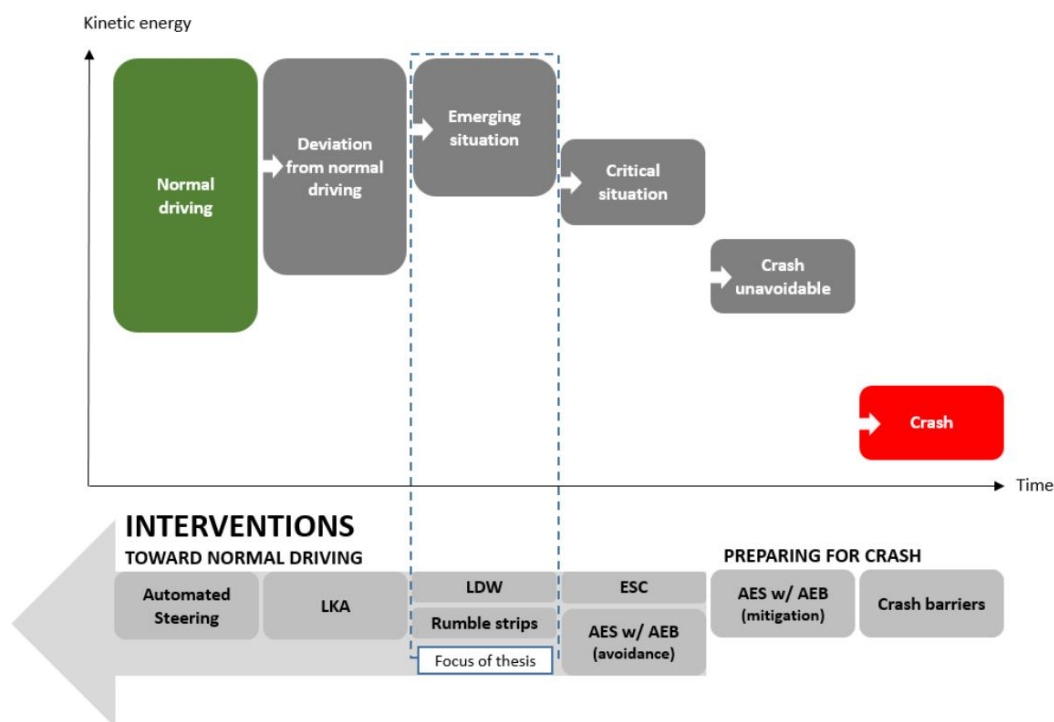 Kinetic energy
Normal
driving
Deviation
from normal
driving
Emerging
situation
Critical
situation
Crash
unavoidable
Crash
Time
INTERVENTIONS
TOWARD NORMAL DRIVING
PREPARING FOR CRASH
Automated
Steering
LKA
LDW
Rumble strips
Focus of thesis
ESC
AES w/ AEB
(avoidance)
AES w/ AEB
(mitigation)
Crash barriers